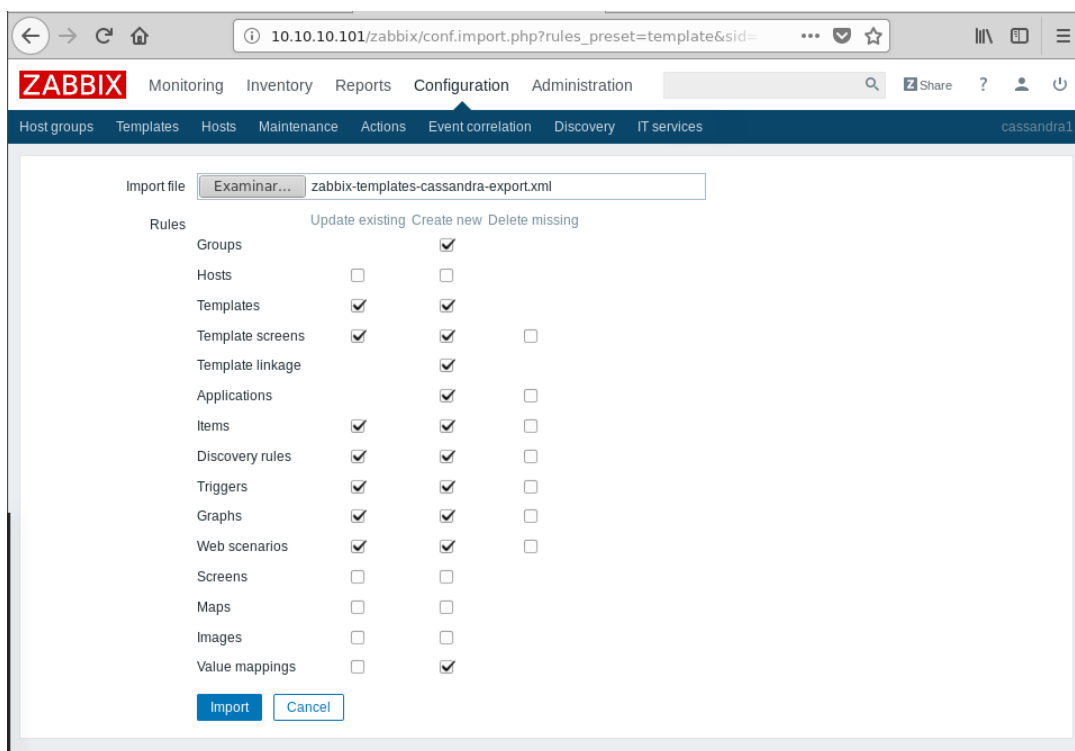 10.10.10.101/zabbix/conf.import.php?rules_preset=template&sid=
ZABBIX Monitoring Inventory Reports Configuration Administration Z Share ?
Host groups Templates Hosts Maintenance Actions Event correlation Discovery IT services cassandra1
Import file Examinar... zabbix-templates-cassandra-export.xml
Rules Update existing Create new Delete missing
Groups
Hosts
Templates
Template screens
Template linkage
Applications
Items
Discovery rules
Triggers
Graphs
Web scenarios
Screens
Maps
Images
Value mappings
Import Cancel